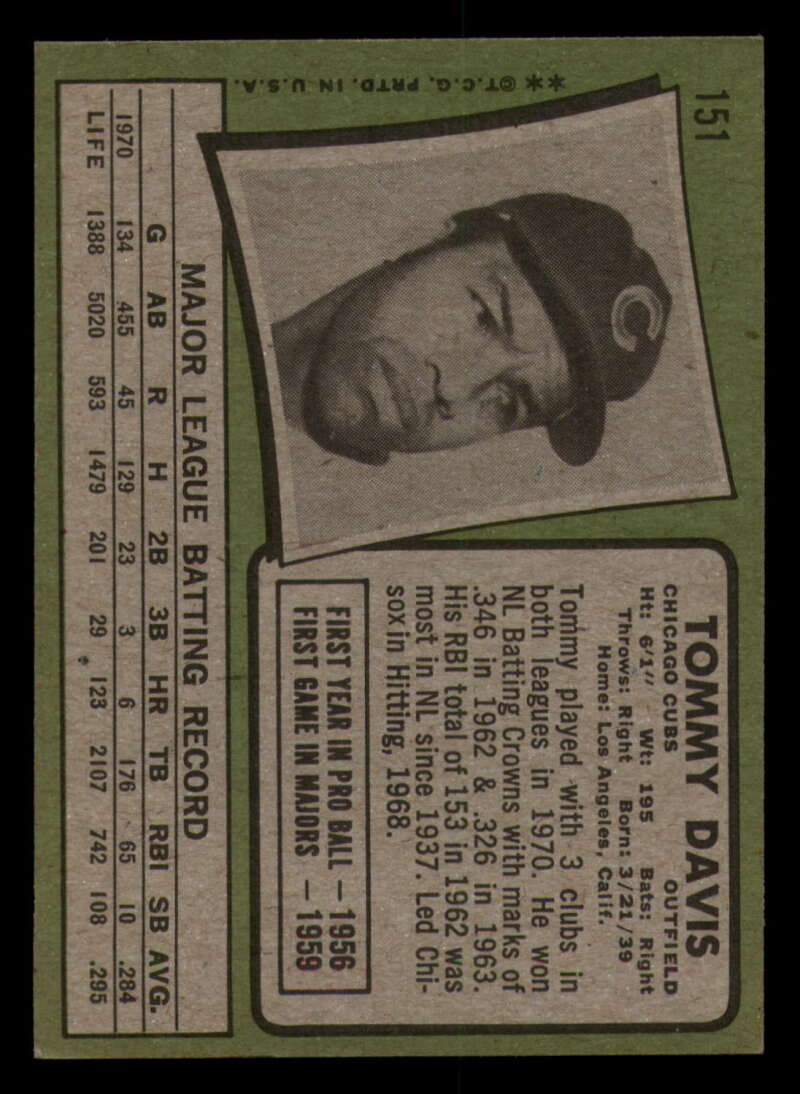 151
C
** ©T.C.G. PRTD. IN U.S.A.
TOMMY DAVIS
CHICAGO CUBS OUTFIELD
Ht: 6'1" Wt: 195 Bats: Right
Throws: Right Born: 3/21/39
Home: Los Angeles, Calif.
Tommy played with 3 clubs in
both leagues in 1970. He won
NL Batting Crowns with marks of
.346 in 1962 & .326 in 1963.
His RBI total of 153 in 1962 was
most in NL since 1937. Led Chi-
sox in Hitting, 1968.
FIRST YEAR IN PRO BALL — 1956
FIRST GAME IN MAJORS — 1959
MAJOR LEAGUE BATTING RECORD
G AB R H 2B 3B HR TB RBI SB AVG.
1970 134 455 45 129 23 3 6 176 65 10 .284
LIFE 1388 5020 593 1479 201 29 123 2107 742 108 .295